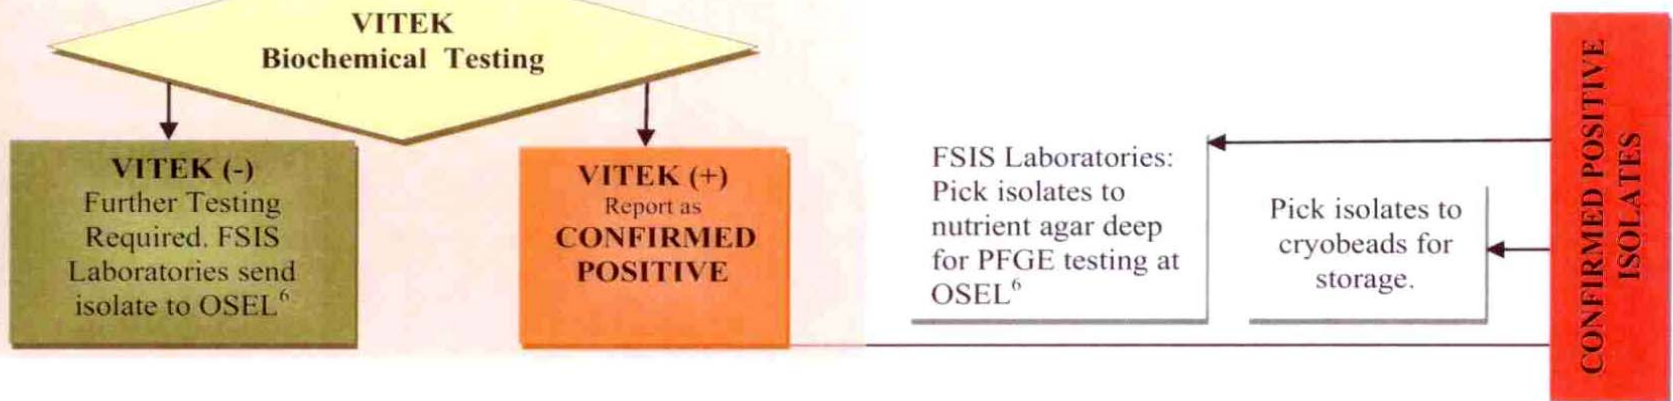 VITEK
Biochemical Testing
VITEK (-)
Further Testing
Required. FSIS
Laboratories send
isolate to OSEL⁶
VITEK (+)
Report as
CONFIRMED
POSITIVE
FSIS Laboratories:
Pick isolates to
nutrient agar deep
for PFGE testing at
OSEL⁶
Pick isolates to
cryobeads for
storage.
CONFIRMED POSITIVE
ISOLATES